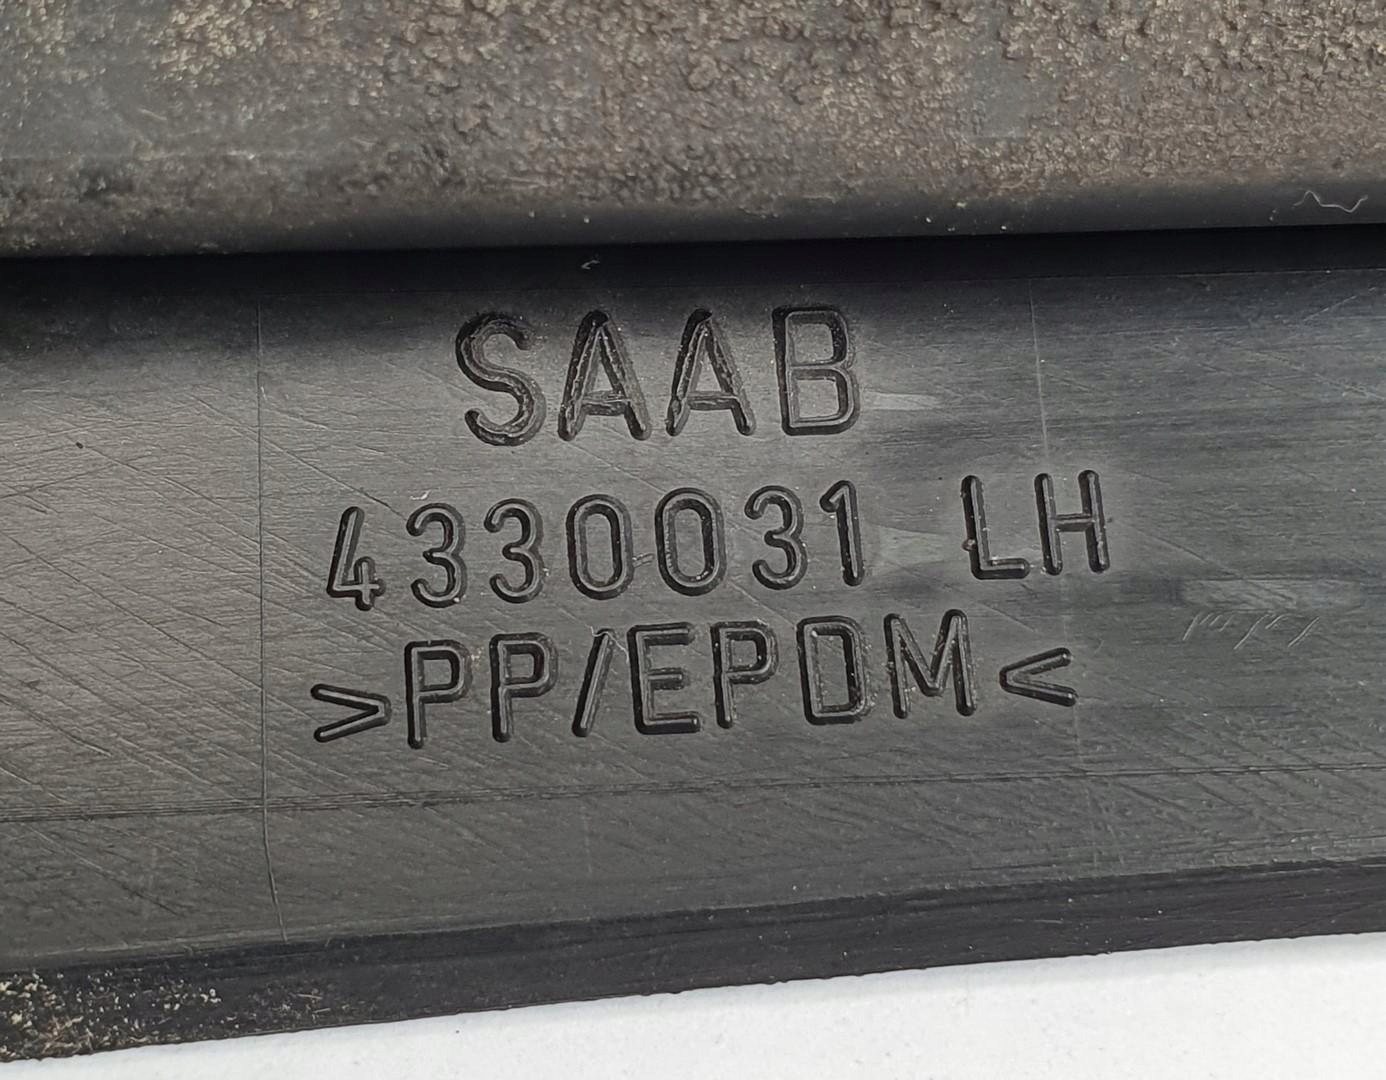 SAAB
4330031 LH
>PP/EPDM<